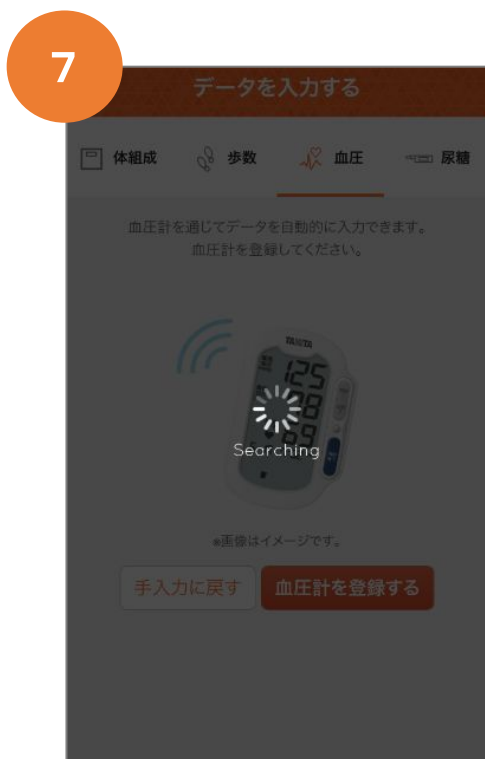 7
データを入力する
体組成
歩数
血圧
尿糖
血圧計を通じてデータを自動的に入力できます。
血圧計を登録してください。
TANITA
125
Searching
※画像はイメージです。
手入力に戻す
血圧計を登録する